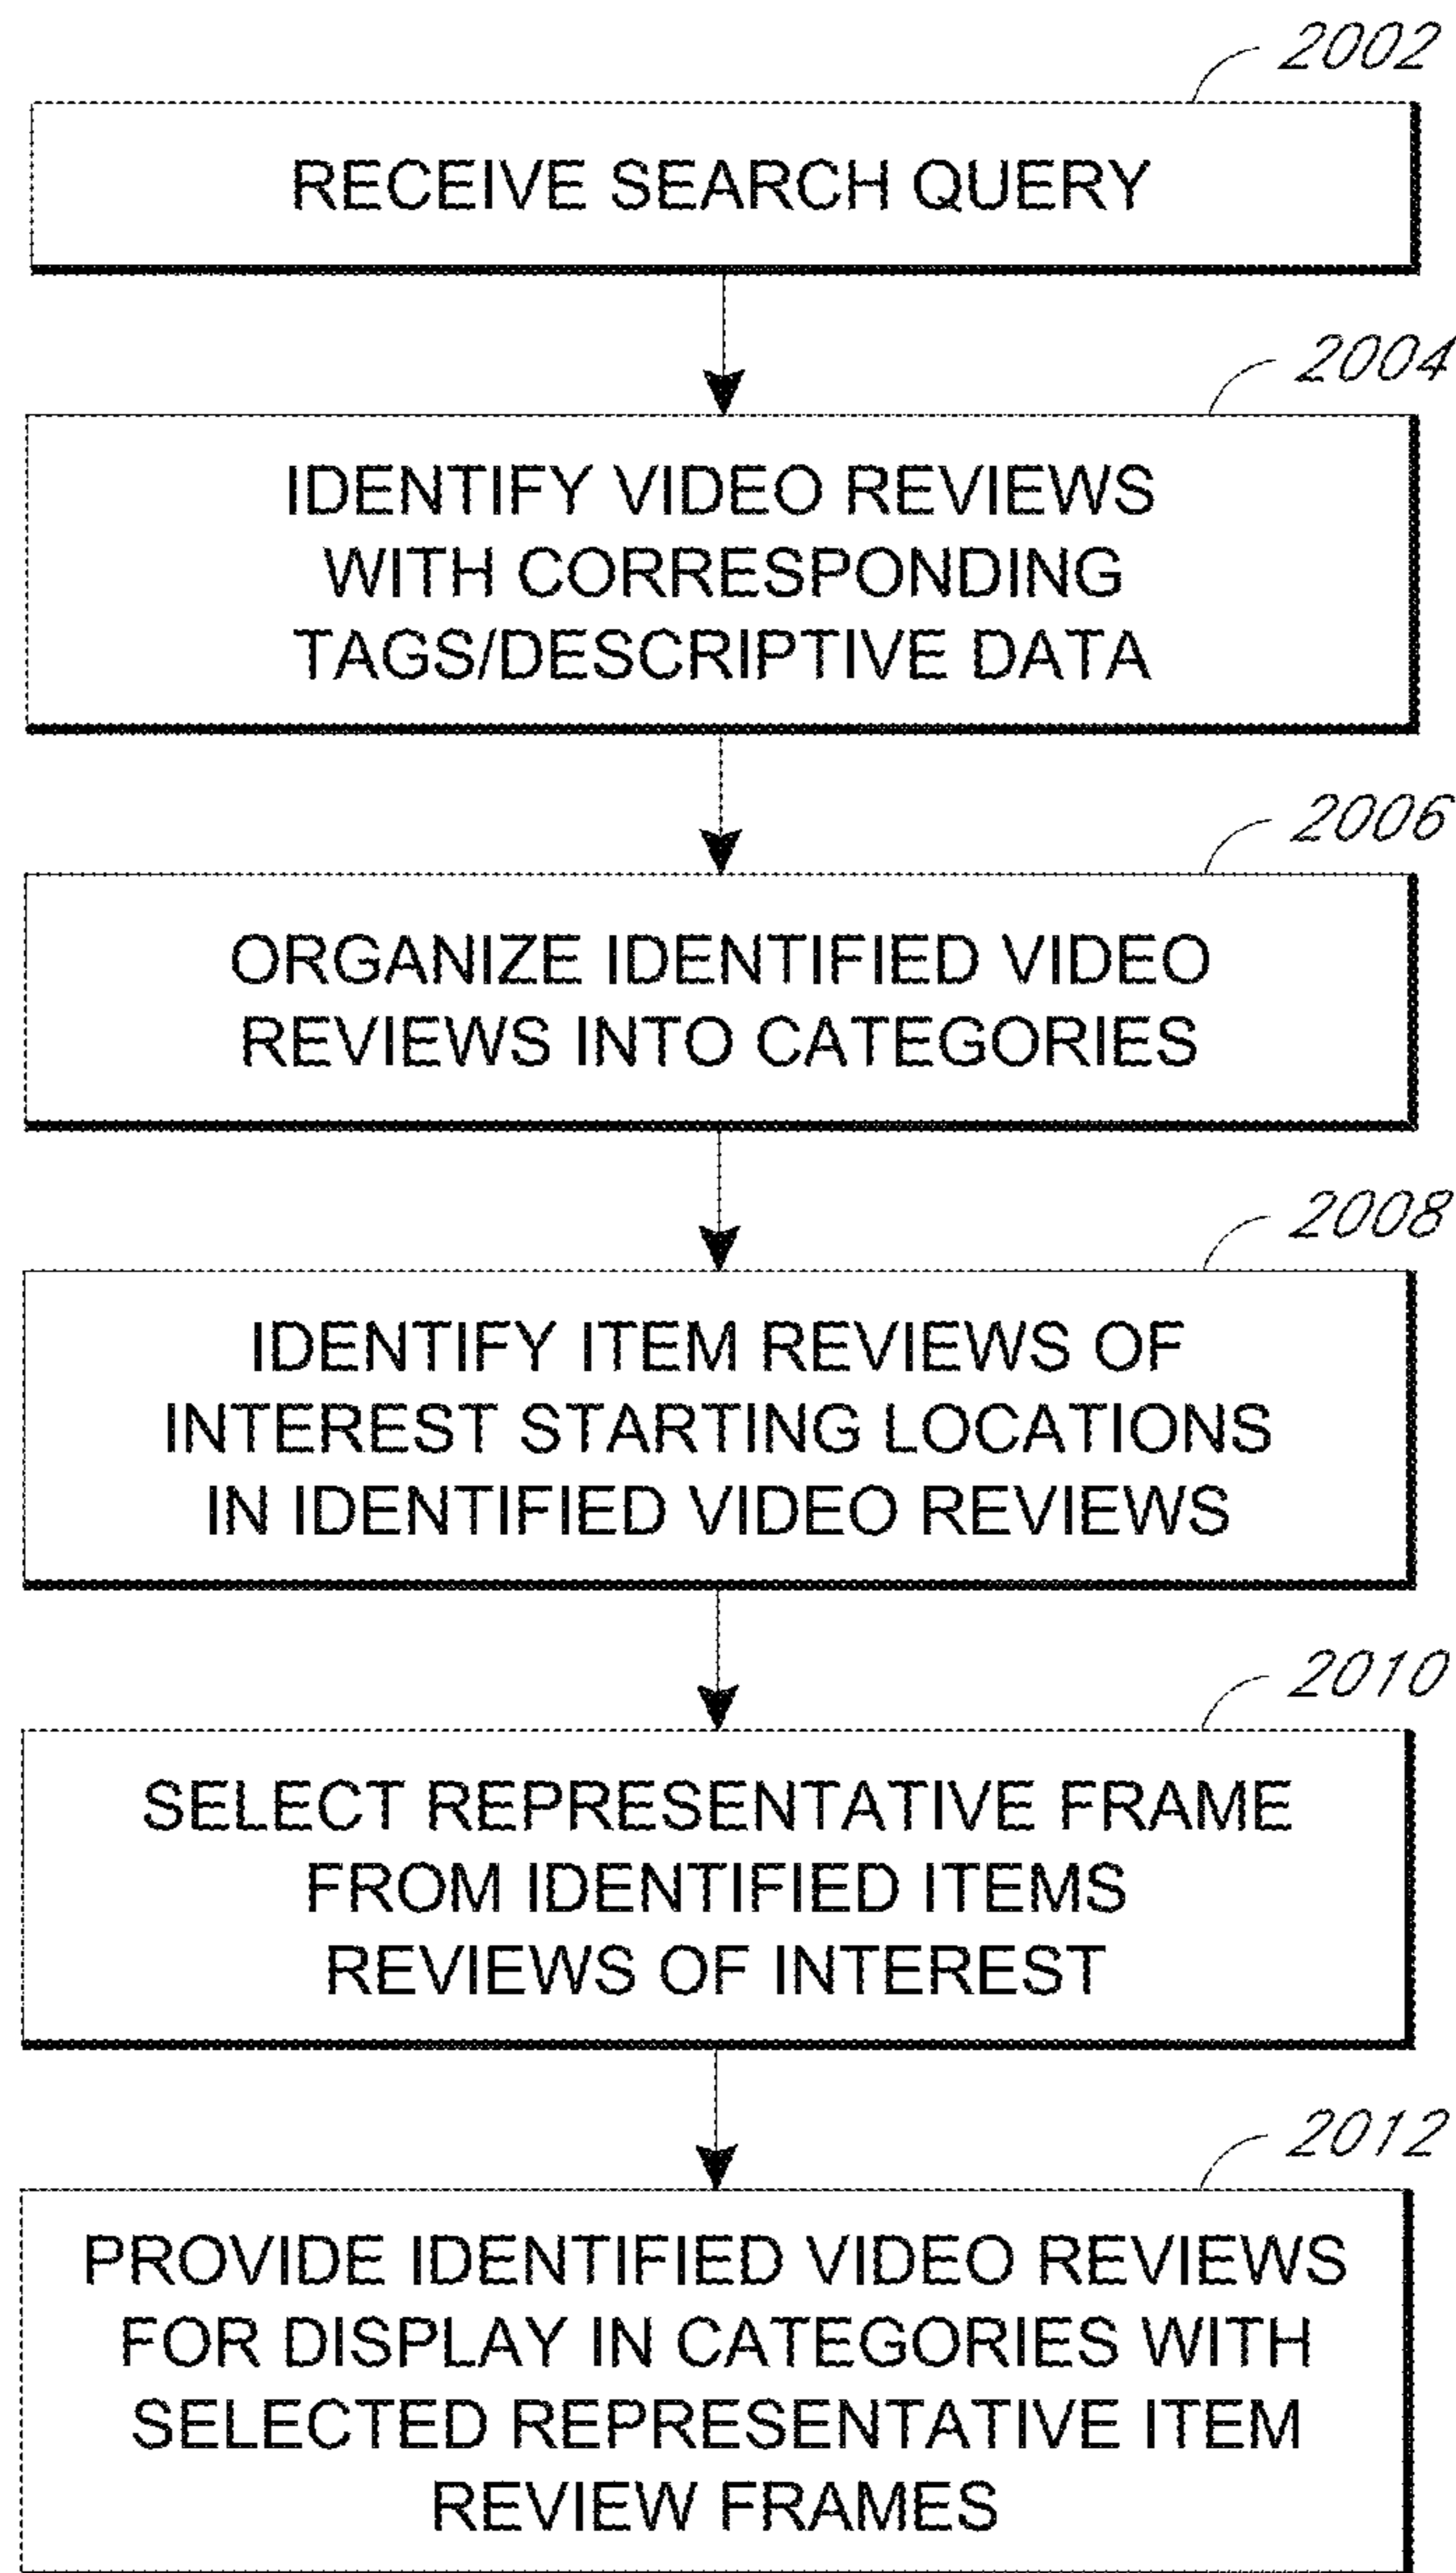 2002
RECEIVE SEARCH QUERY
2004
IDENTIFY VIDEO REVIEWS
WITH CORRESPONDING
TAGS/DESCRIPTIVE DATA
2006
ORGANIZE IDENTIFIED VIDEO
REVIEWS INTO CATEGORIES
2008
IDENTIFY ITEM REVIEWS OF
INTEREST STARTING LOCATIONS
IN IDENTIFIED VIDEO REVIEWS
2010
SELECT REPRESENTATIVE FRAME
FROM IDENTIFIED ITEMS
REVIEWS OF INTEREST
2012
PROVIDE IDENTIFIED VIDEO REVIEWS
FOR DISPLAY IN CATEGORIES WITH
SELECTED REPRESENTATIVE ITEM
REVIEW FRAMES